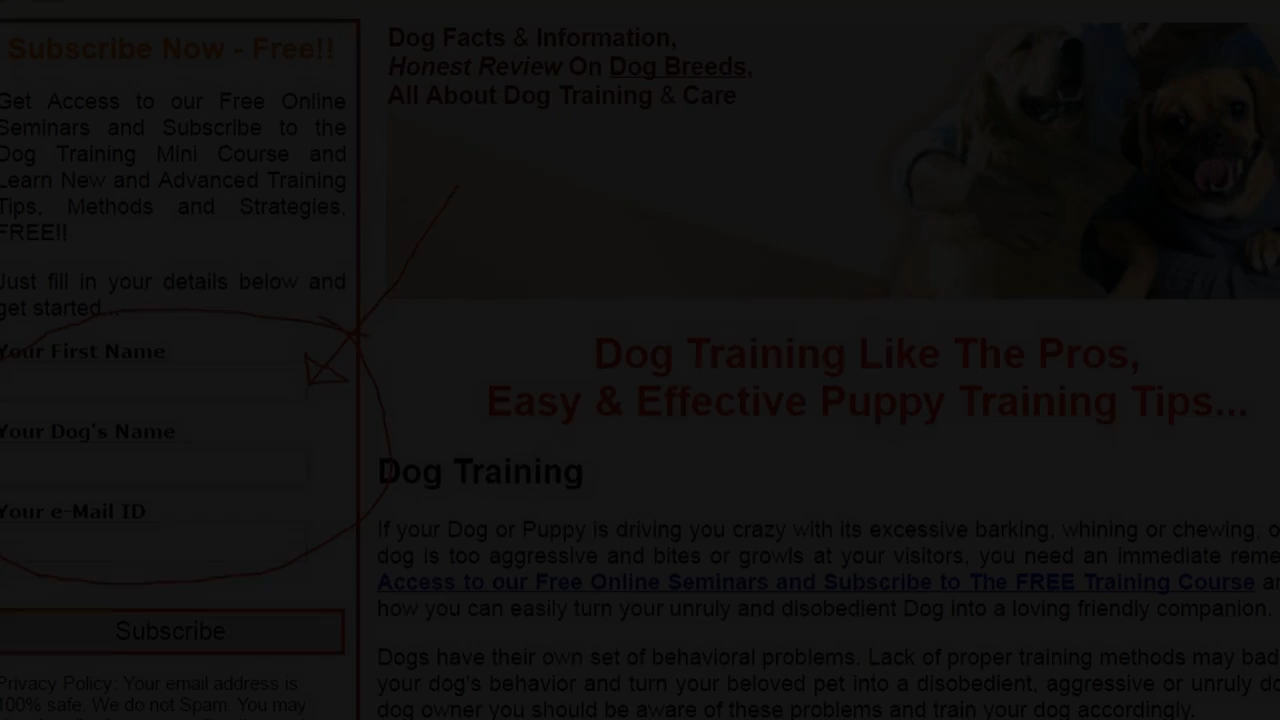 Subscribe Now - Free!!
Get Access to our Free Online
Seminars and Subscribe to the
Dog Training Mini Course and
Learn New and Advanced Training
Tips, Methods and Strategies,
FREE!!
Just fill in your details below and
get started...
Your First Name
Your Dog's Name
Your e-Mail ID
Subscribe
Privacy Policy: Your email address is
100% safe. We do not Spam. You may
Dog Facts & Information,
Honest Review On Dog Breeds,
All About Dog Training & Care
Dog Training Like The Pros,
Easy & Effective Puppy Training Tips...
Dog Training
If your Dog or Puppy is driving you crazy with its excessive barking, whining or chewing,
dog is too aggressive and bites or growls at your visitors, you need an immediate
Access to our Free Online Seminars and Subscribe to The FREE Training Course
how you can easily turn your unruly and disobedient Dog into a loving friendly companion...
Dogs have their own set of behavioral problems. Lack of proper training methods may
your dog's behavior and turn your beloved pet into a disobedient, aggressive or unruly
dog owner you should be aware of these problems and train your dog accordingly.